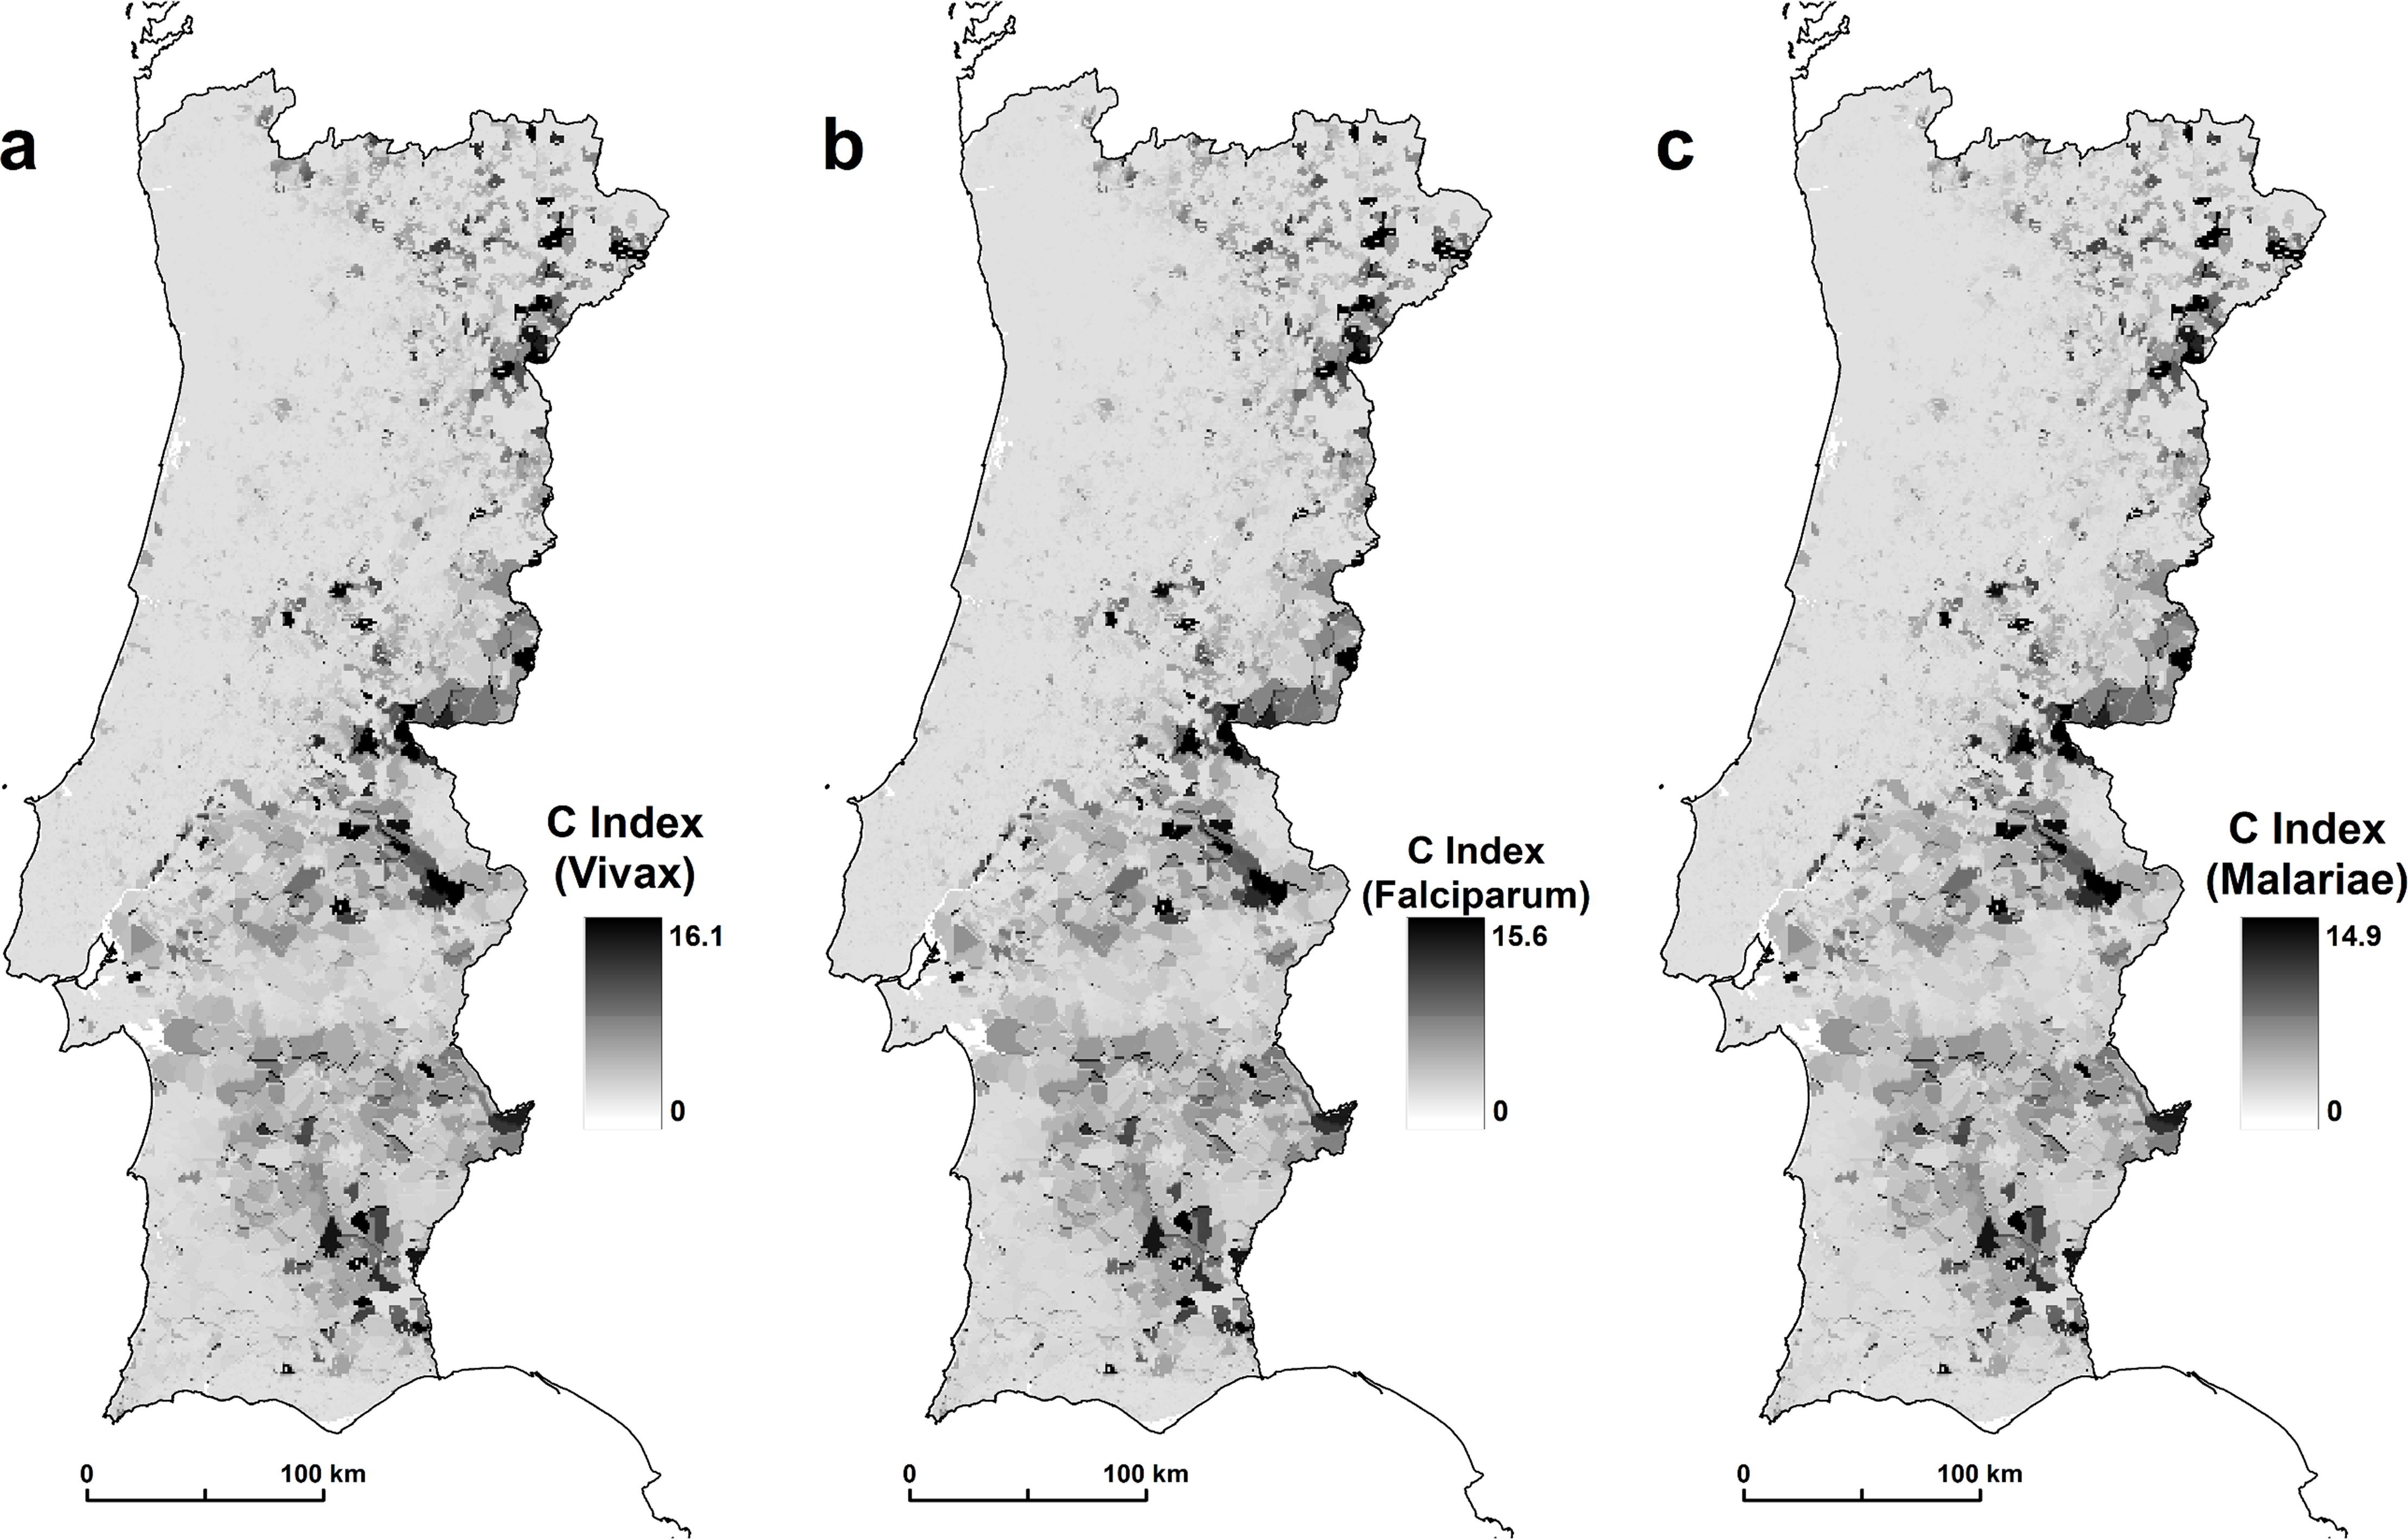 a
b
c
C Index
(Vivax)
16.1
0
C Index
(Falciparum)
15.6
0
C Index
(Malariae)
14.9
0
0 100 km
0 100 km
0 100 km